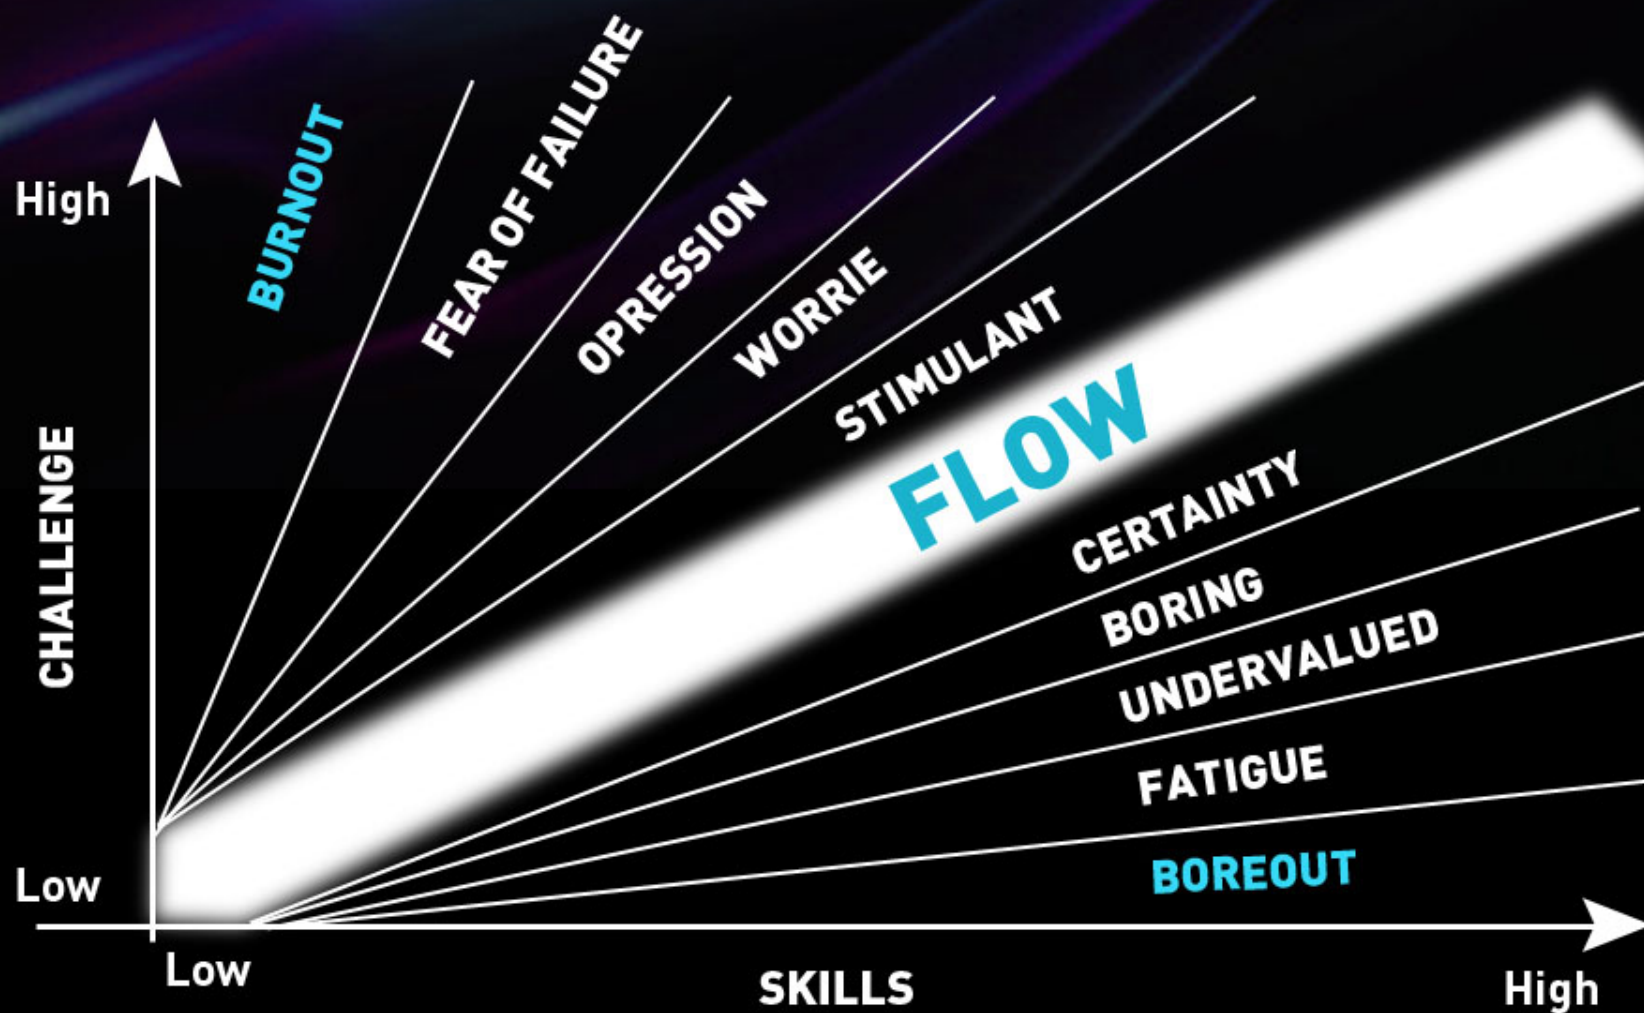 High
BURNOUT
FEAR OF FAILURE
OPRESSION
WORRIE
STIMULANT
FLOW
CERTAINTY
BORING
UNDERVALUED
FATIGUE
BOREOUT
CHALLENGE
Low
Low
SKILLS
High